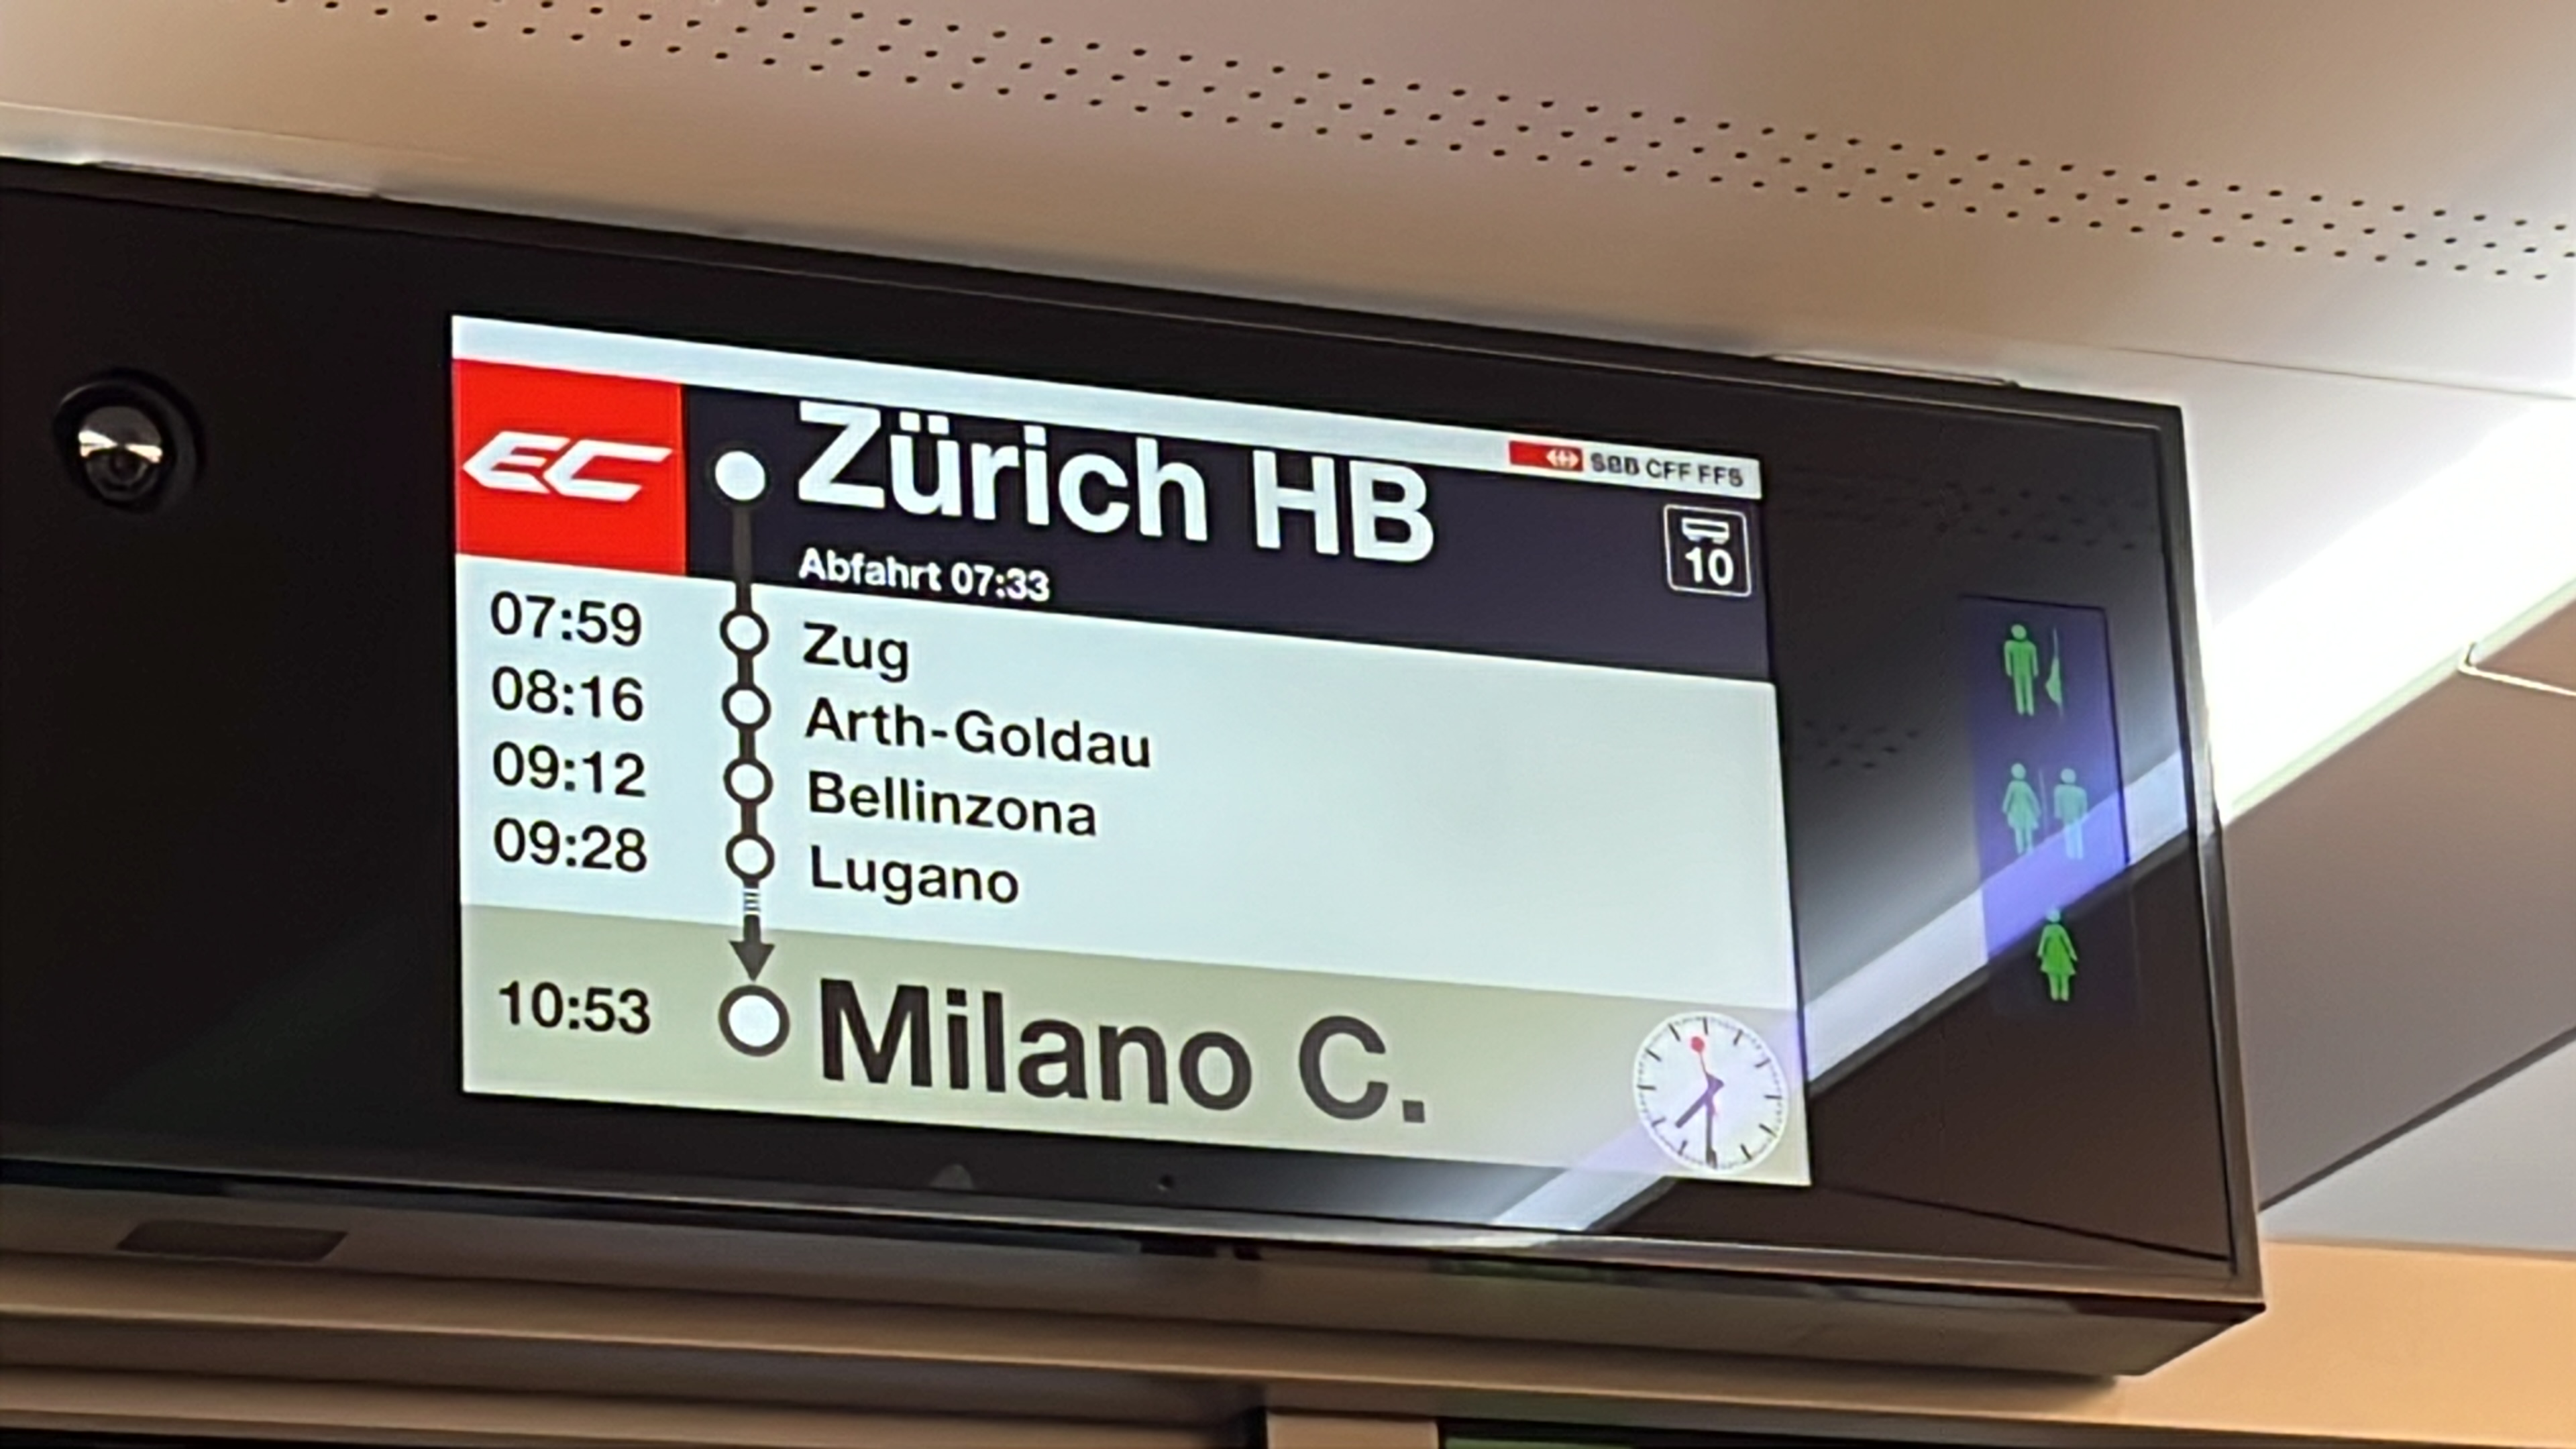 SBB CFF FFS
EC
Zürich HB
10
Abfahrt 07:33
07:59 Zug
08:16 Arth-Goldau
09:12 Bellinzona
09:28 Lugano
10:53 Milano C.